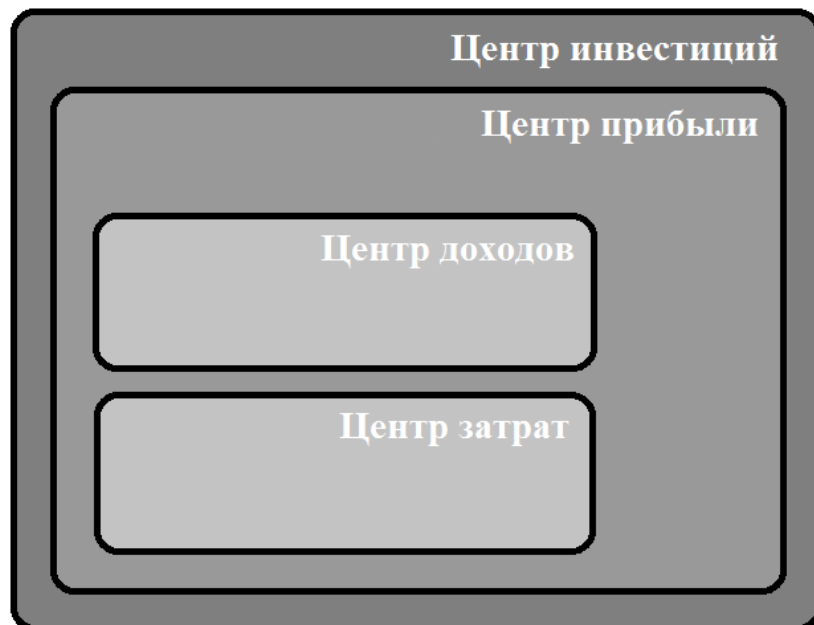 Центр инвестиций
Центр прибыли
Центр доходов
Центр затрат